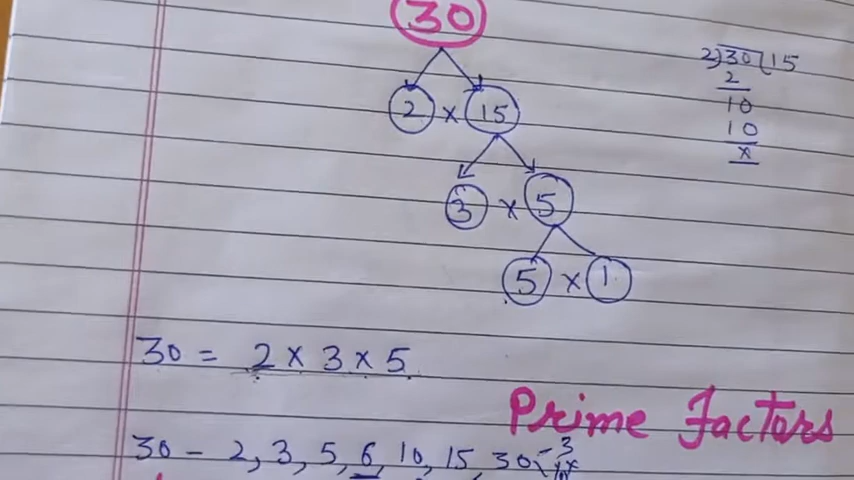 30
2)30(15
2
10
10
x
2 x 15
3 x 5
5 x 1
30 = 2 x 3 x 5
Prime Factors
30 - 2, 3, 5, 6, 10, 15, 30